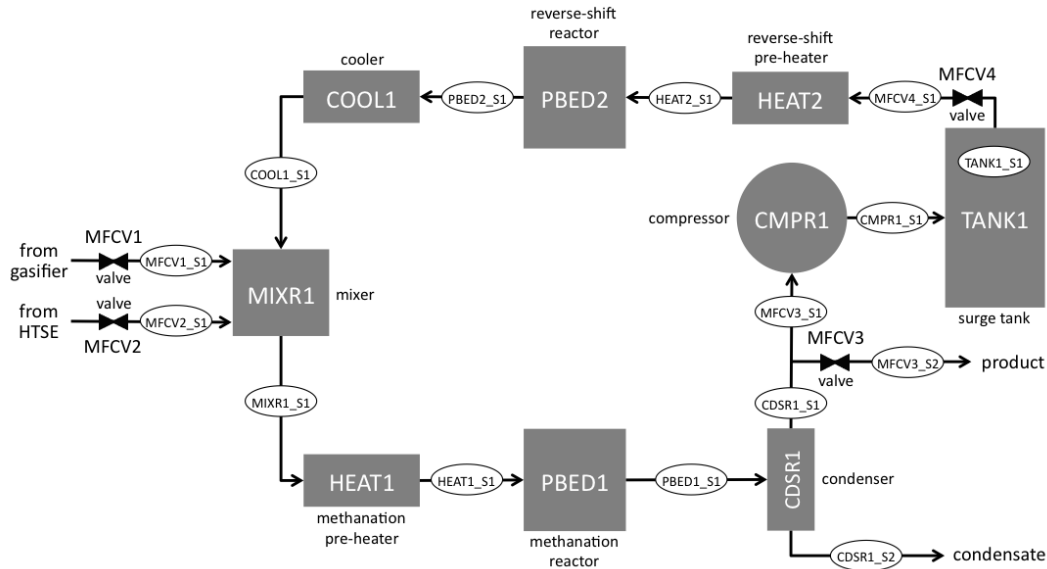 reverse-shift
reactor
reverse-shift
pre-heater
cooler
MFCV4
COOL1
PBED2_S1
PBED2
HEAT2_S1
HEAT2
MFCV4_S1
valve
TANK1_S1
COOL1_S1
compressor
CMPR1
CMPR1_S1
TANK1
from
gasifier
MFCV1
valve
MFCV1_S1
MIXR1
mixer
from
HTSE
valve
MFCV2
MFCV2_S1
MFCV3_S1
surge tank
MFCV3
valve
MFCV3_S2
product
MIXR1_S1
CDSR1_S1
HEAT1
HEAT1_S1
PBED1
PBED1_S1
CDSR1
condenser
methanation
pre-heater
methanation
reactor
CDSR1_S2
condensate